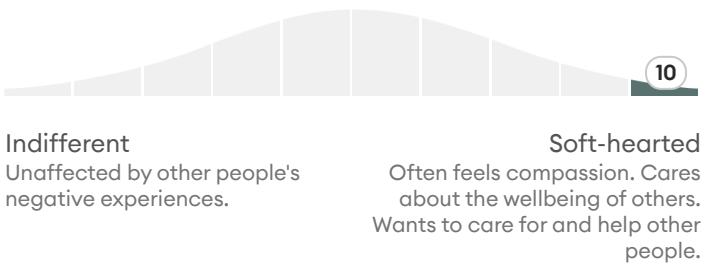 10
Indifferent
Unaffected by other people's
negative experiences.
Soft-hearted
Often feels compassion. Cares
about the wellbeing of others.
Wants to care for and help other
people.